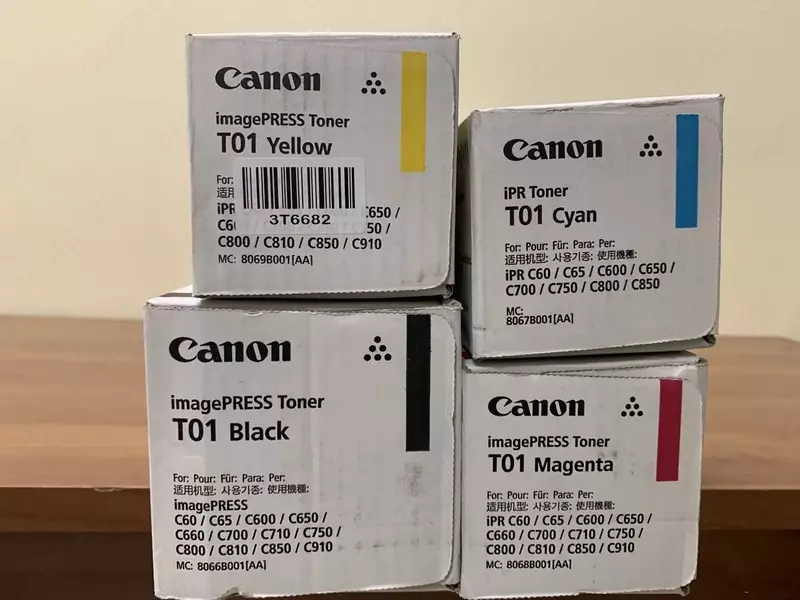 Canon
imagePRESS Toner
T01 Yellow
For:
适用
3T6682
iPR
C650 /
C66
50 /
C800 / C810 / C850 / C910
MC: 8069B001[AA]
Canon
iPR Toner
T01 Cyan
For: Pour: Für: Para: Per:
适用机型: 사용기종: 使用機種:
iPR C60 / C65 / C600 / C650 /
C700 / C750 / C800 / C850
MC:
8067B001[AA]
Canon
imagePRESS Toner
T01 Black
For: Pour: Für: Para: Per:
适用机型: 사용기종: 使用機種:
imagePRESS
C60 / C65 / C600 / C650 /
C660 / C700 / C710 / C750 /
C800 / C810 / C850 / C910
MC: 8066B001[AA]
Canon
imagePRESS Toner
T01 Magenta
For: Pour: Für: Para: Per:
适用机型: 사용기종: 使用機種:
iPR C60 / C65 / C600 / C650 /
C660 / C700 / C710 / C750 /
C800 / C810 / C850 / C910
MC: 8068B001[AA]